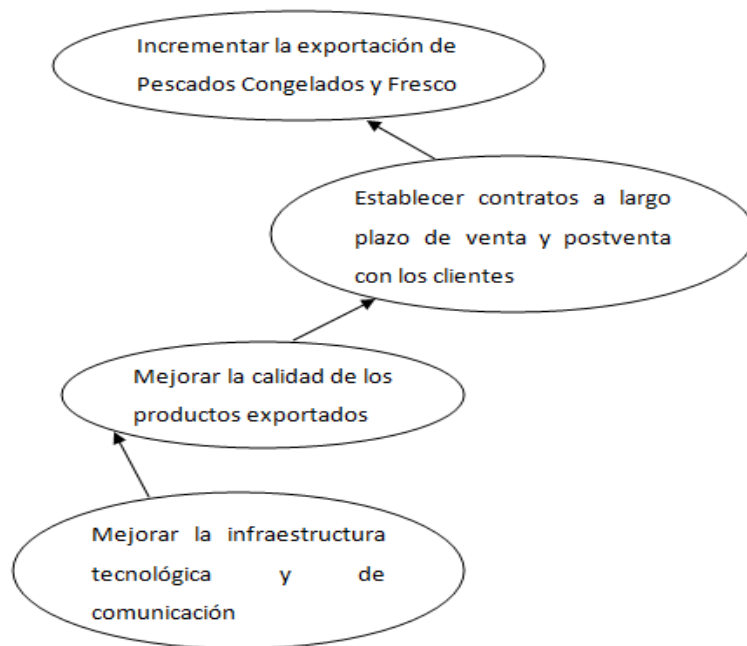 Incrementar la exportación de
Pescados Congelados y Fresco
Establecer contratos a largo
plazo de venta y postventa
con los clientes
Mejorar la calidad de los
productos exportados
Mejorar la infraestructura
tecnológica y de
comunicación